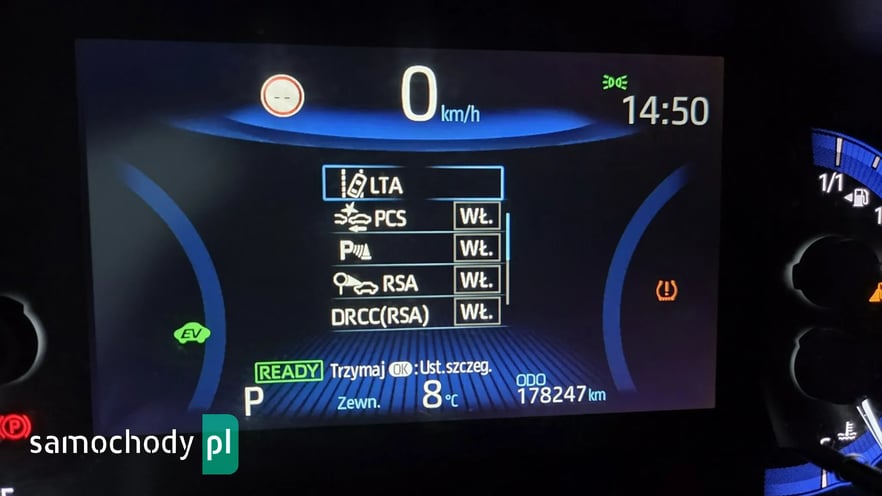 --
0 km/h
14:50
1/1
LTA
PCS WŁ.
P WŁ.
RSA WŁ.
DRCC(RSA) WŁ.
EV
READY Trzymaj OK : Ust. szczeg.
P Zewn. 8 °C ODO 178247 km
P
samochody pl